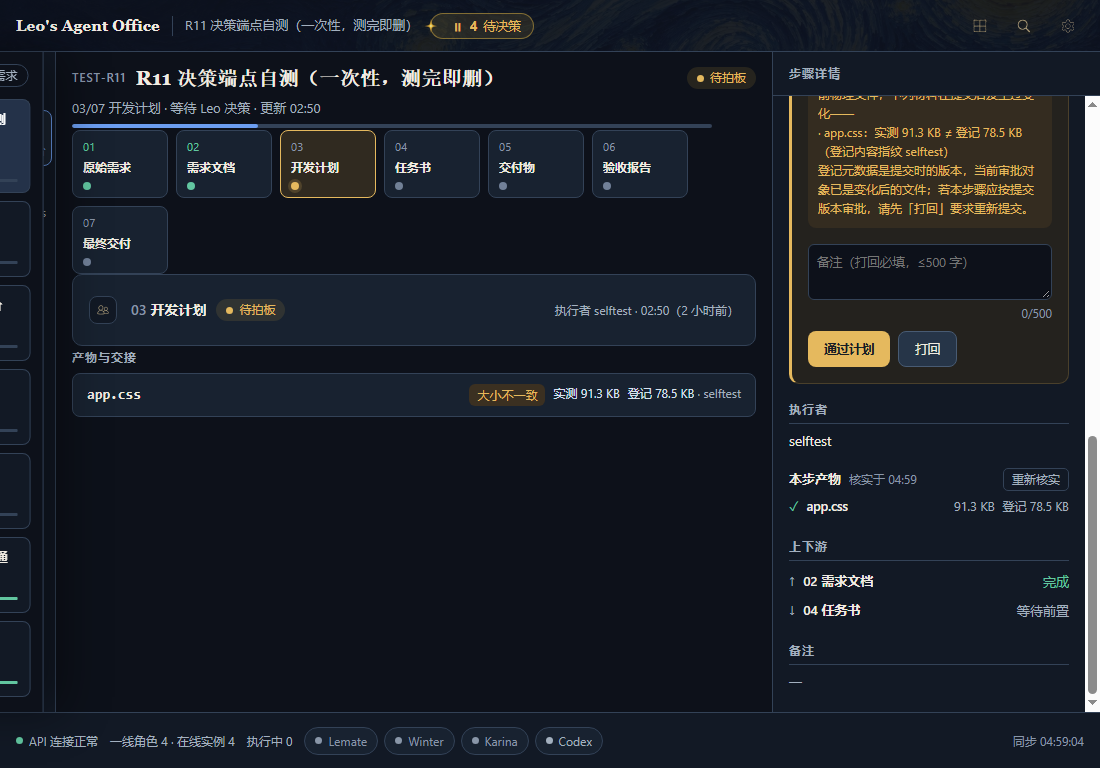 Leo's Agent Office
R11 决策端点自测（一次性，测完即删）
4 待决策
需求
测
通
TEST-R11 R11 决策端点自测（一次性，测完即删）
待拍板
03/07 开发计划 · 等待 Leo 决策 · 更新 02:50
01
原始需求
02
需求文档
03
开发计划
04
任务书
05
交付物
06
验收报告
07
最终交付
03 开发计划
待拍板
执行者 selftest · 02:50（2 小时前）
产物与交接
app.css
大小不一致
实测 91.3 KB 登记 78.5 KB · selftest
步骤详情
化——
· app.css：实测 91.3 KB ≠ 登记 78.5 KB
（登记内容指纹 selftest）
登记元数据是提交时的版本，当前审批对
象已是变化后的文件；若本步骤应按提交
版本审批，请先「打回」要求重新提交。
备注（打回必填，≤500 字）
0/500
通过计划
打回
执行者
selftest
本步产物 核实于 04:59
重新核实
✓ app.css
91.3 KB 登记 78.5 KB
上下游
↑ 02 需求文档
完成
↓ 04 任务书
等待前置
备注
—
API 连接正常
一线角色 4 · 在线实例 4
执行中 0
Lemate
Winter
Karina
Codex
同步 04:59:04